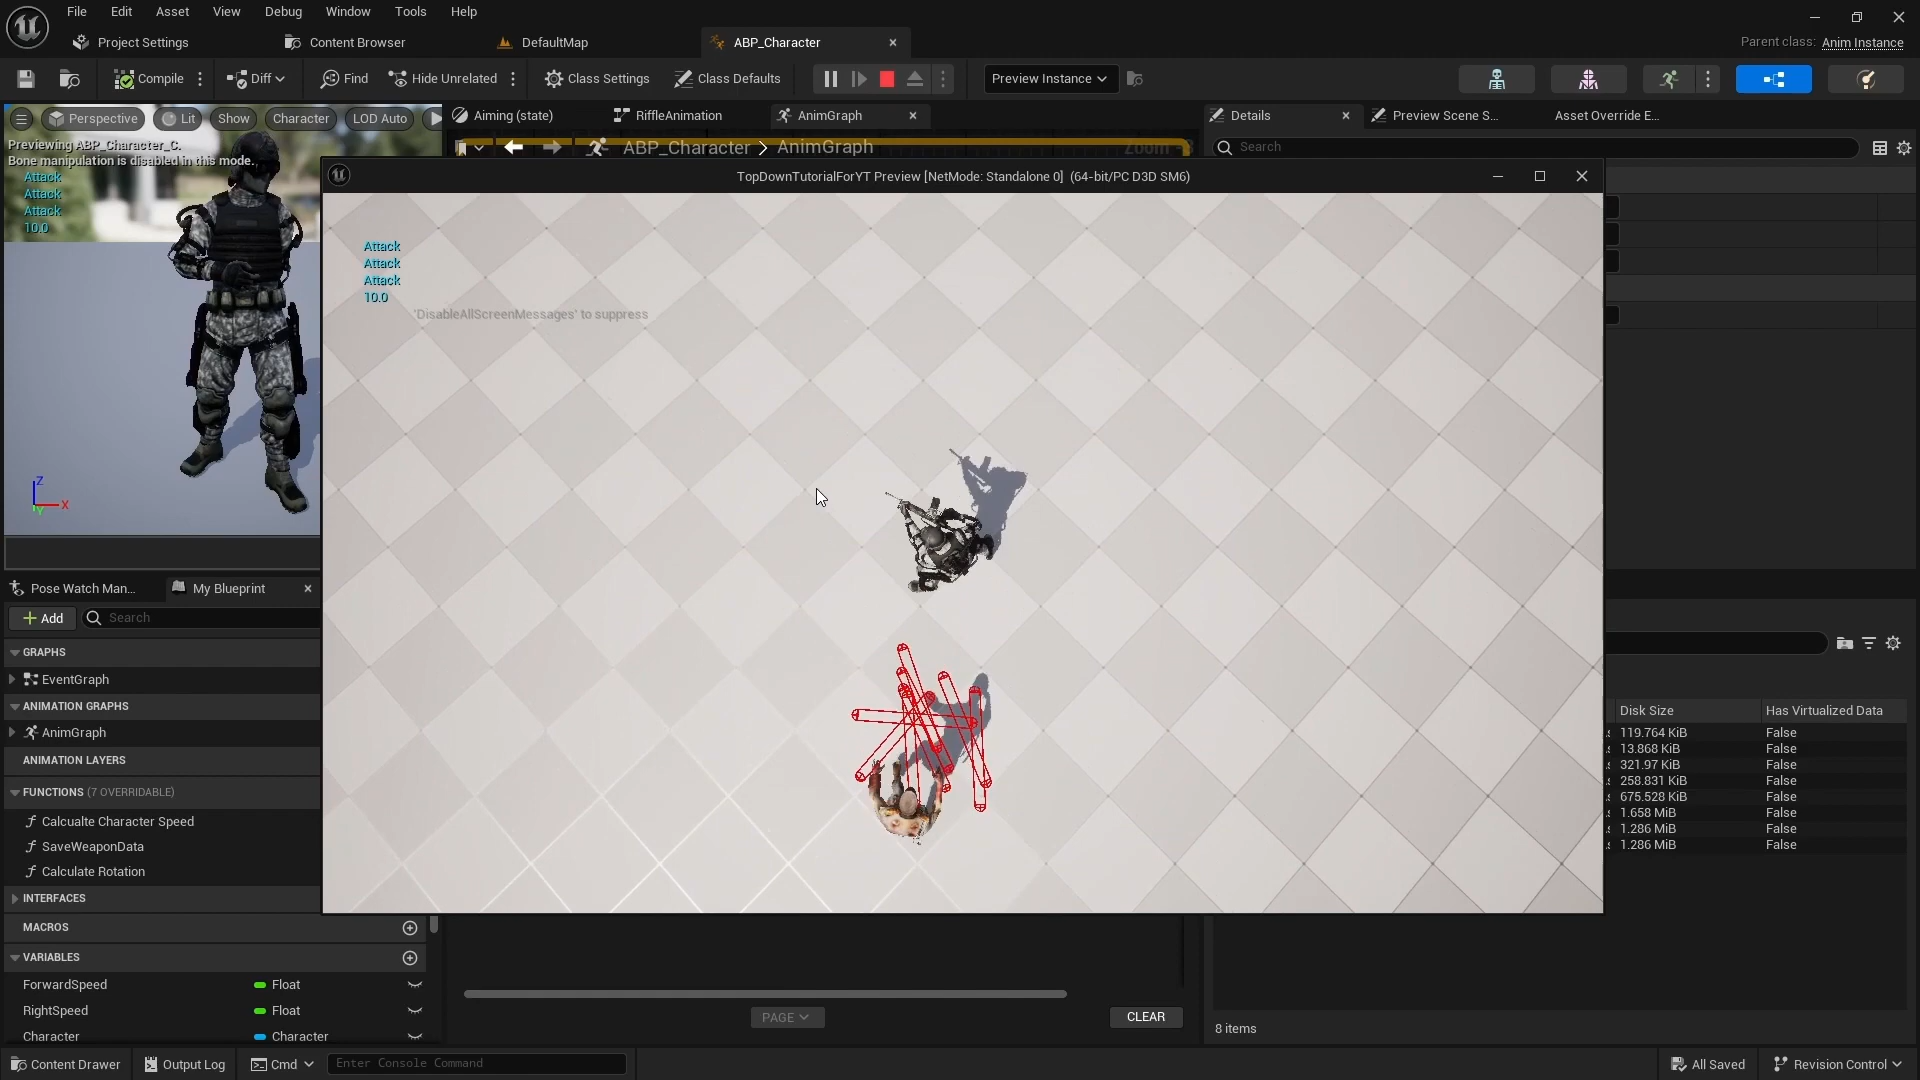 File Edit Asset View Debug Window Tools Help
Project Settings Content Browser DefaultMap ABP_Character Parent class: Anim Instance
Compile Diff Find Hide Unrelated Class Settings Class Defaults Preview Instance
Perspective Lit Show Character LOD Auto Aiming (state) RiffleAnimation AnimGraph Details Preview Scene S... Asset Override E...
Previewing ABP_Character_C.
Bone manipulation is disabled in this mode.
ABP_Character > AnimGraph Zoom
Search
Attack
Attack
Attack
10.0
TopDownTutorialForYT Preview [NetMode: Standalone 0] (64-bit/PC D3D SM6)
Attack
Attack
Attack
10.0
'DisableAllScreenMessages' to suppress
Z
X
Y
Pose Watch Man... My Blueprint
Add Search
GRAPHS
EventGraph
ANIMATION GRAPHS
AnimGraph
ANIMATION LAYERS
FUNCTIONS (7 OVERRIDABLE)
Calcualte Character Speed
SaveWeaponData
Calculate Rotation
INTERFACES
MACROS
VARIABLES
ForwardSpeed Float
RightSpeed Float
Character Character
Disk Size Has Virtualized Data
119.764 KiB False
13.868 KiB False
321.97 KiB False
258.831 KiB False
675.528 KiB False
1.658 MiB False
1.286 MiB False
1.286 MiB False
PAGE CLEAR
8 items
Content Drawer Output Log Cmd Enter Console Command All Saved Revision Control